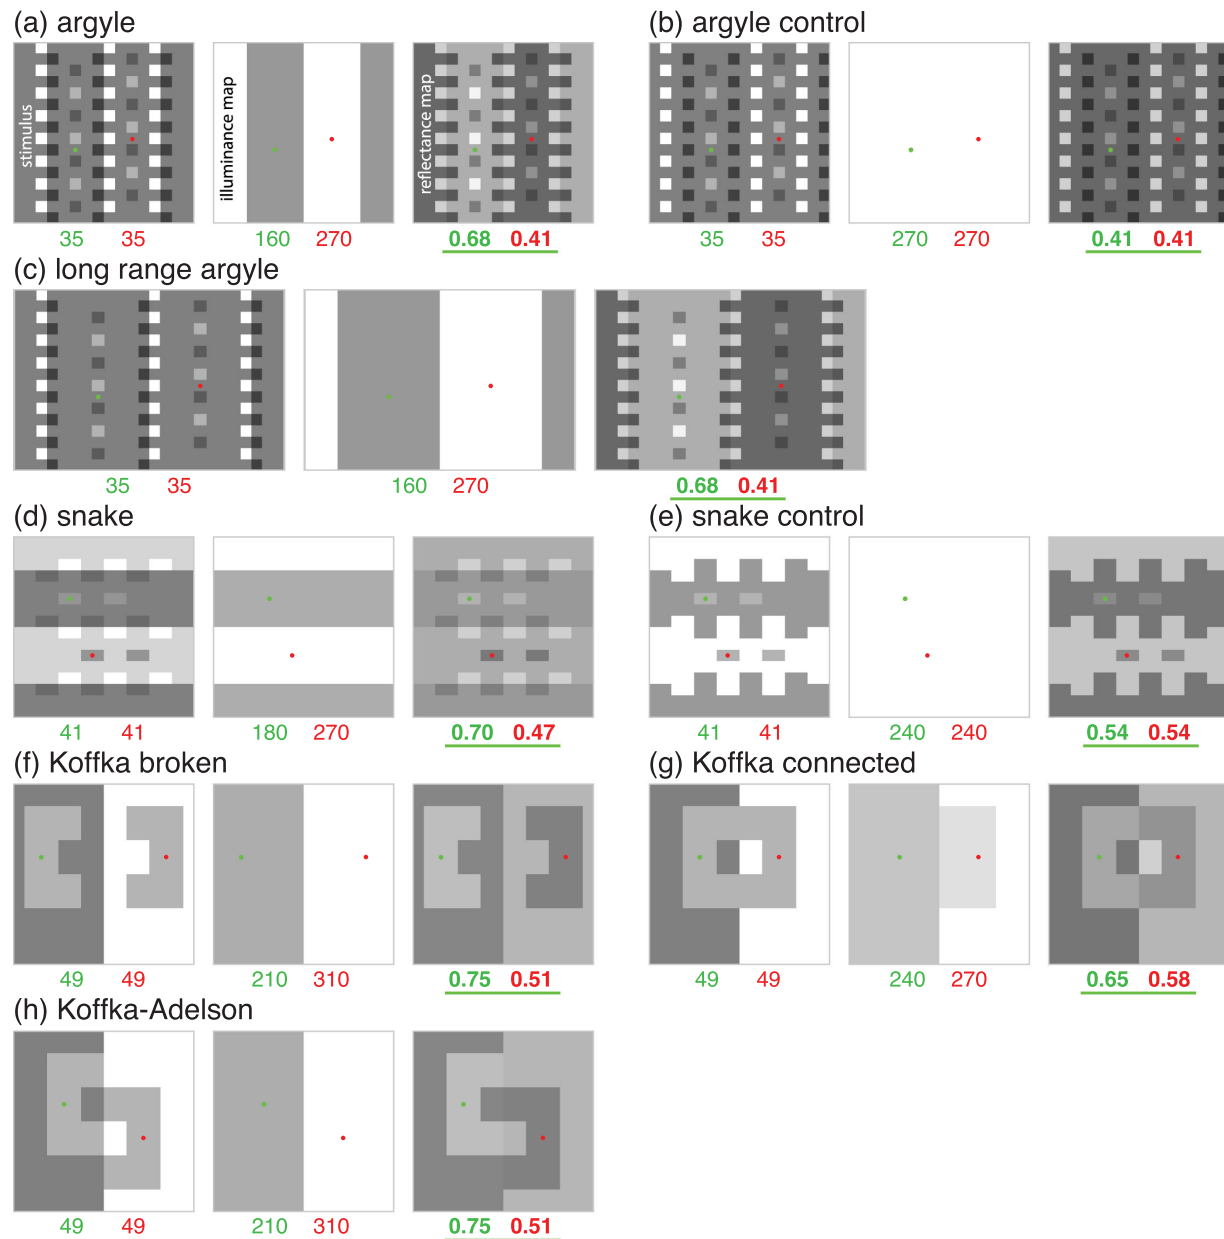 (a) argyle
(b) argyle control
stimulus
illuminance map
reflectance map
35 35 160 270 0.68 0.41
35 35 270 270 0.41 0.41
(c) long range argyle
35 35 160 270 0.68 0.41
(d) snake
(e) snake control
41 41 180 270 0.70 0.47
41 41 240 240 0.54 0.54
(f) Koffka broken
(g) Koffka connected
49 49 210 310 0.75 0.51
49 49 240 270 0.65 0.58
(h) Koffka-Adelson
49 49 210 310 0.75 0.51